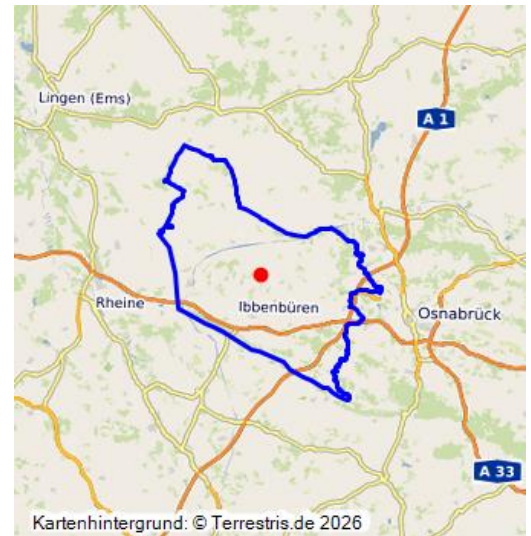 Lingen (Ems)
A 1
Rheine
Ibbenbüren
Osnabrück
A 33
Kartenhintergrund: © Terrestris.de 2026